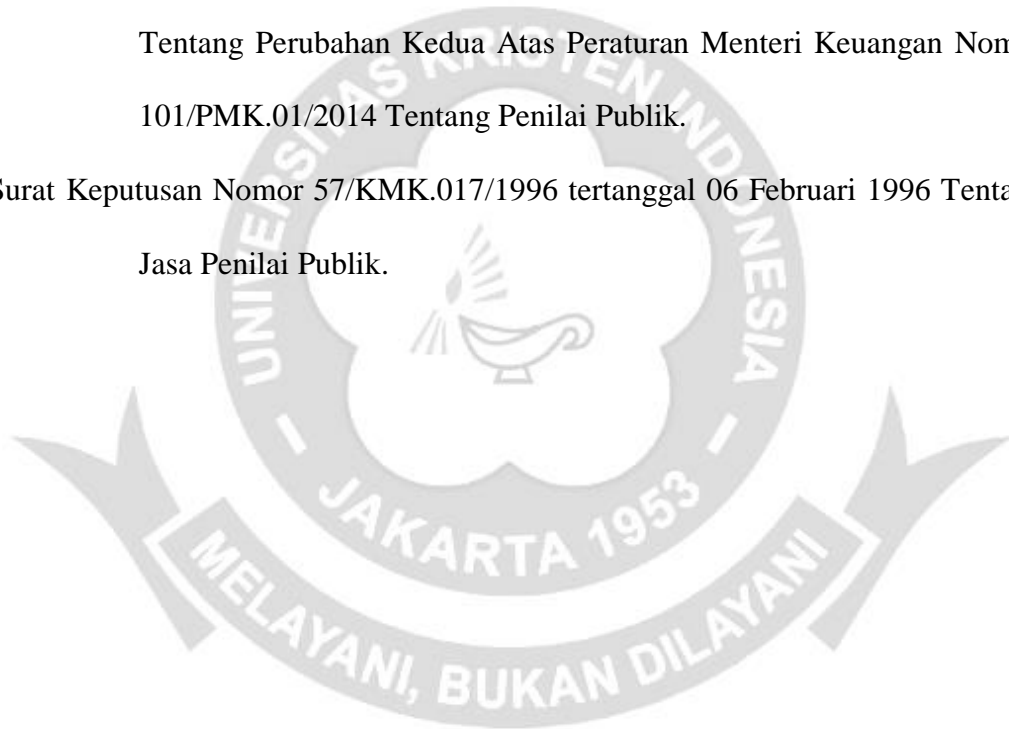 Tentang Perubahan Kedua Atas Peraturan Menteri Keuangan Nom
101/PMK.01/2014 Tentang Penilai Publik.
Surat Keputusan Nomor 57/KMK.017/1996 tertanggal 06 Februari 1996 Tenta
Jasa Penilai Publik.
UNIVERSITAS KRISTEN INDONESIA
- JAKARTA 1953 -
MELAYANI, BUKAN DILAYANI